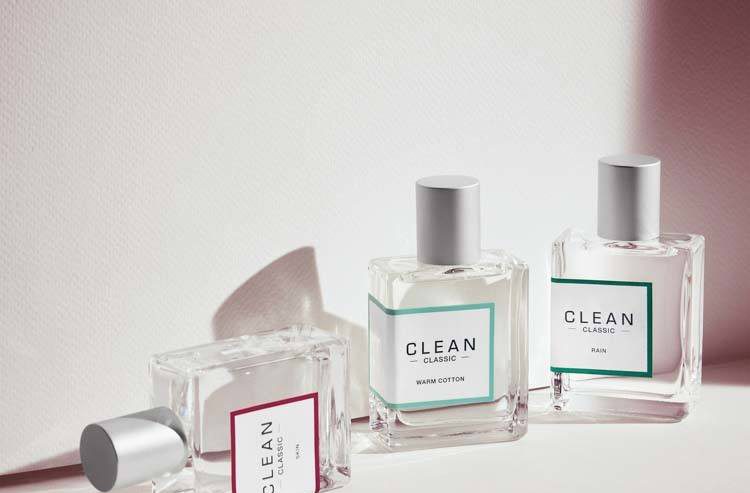 CLEAN
— CLASSIC —
WARM COTTON
CLEAN
— CLASSIC —
RAIN
CLEAN
— CLASSIC —
SKIN